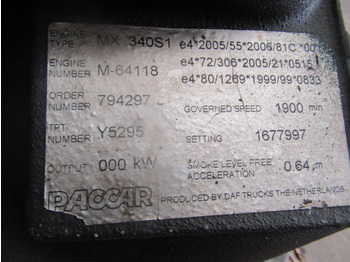 ENGINE TYPE MX 340S1 e4*2005/55*2006/81C *00
e4*72/306*2005/21*0515
ENGINE NUMBER M-64118 e4*80/1269*1999/99*0833
ORDER NUMBER 794297 GOVERNED SPEED 1900 min
TPT NUMBER Y5295 SETTING 1677997
OUTPUT 000 kW SMOKE LEVEL FREE ACCELERATION 0.64 m
PACCAR PRODUCED BY DAF TRUCKS THE NETHERLANDS